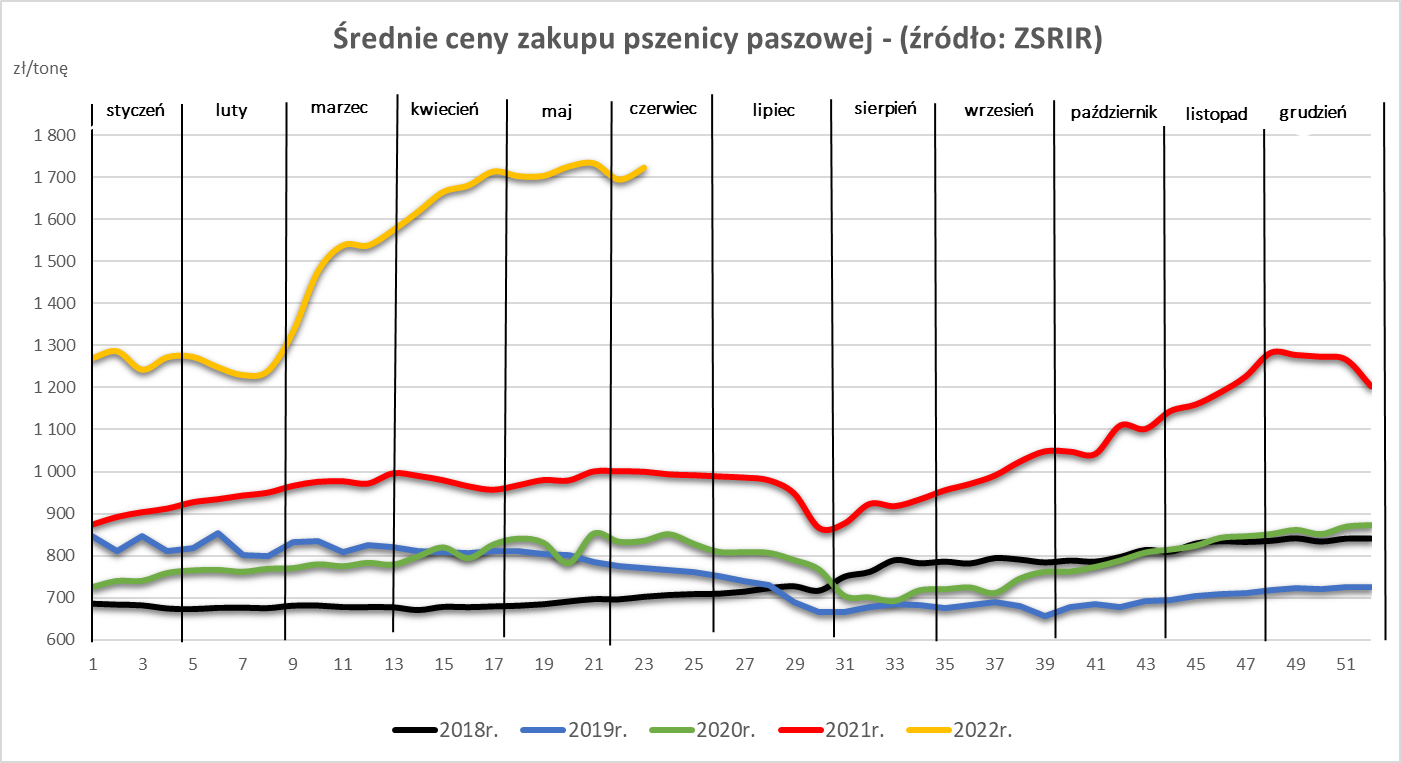 Średnie ceny zakupu pszenicy paszowej - (źródło: ZSRIR)
zł/tonę
styczeń luty marzec kwiecień maj czerwiec lipiec sierpień wrzesień październik listopad grudzień
1 800
1 700
1 600
1 500
1 400
1 300
1 200
1 100
1 000
900
800
700
600
1 3 5 7 9 11 13 15 17 19 21 23 25 27 29 31 33 35 37 39 41 43 45 47 49 51
2018r. 2019r. 2020r. 2021r. 2022r.